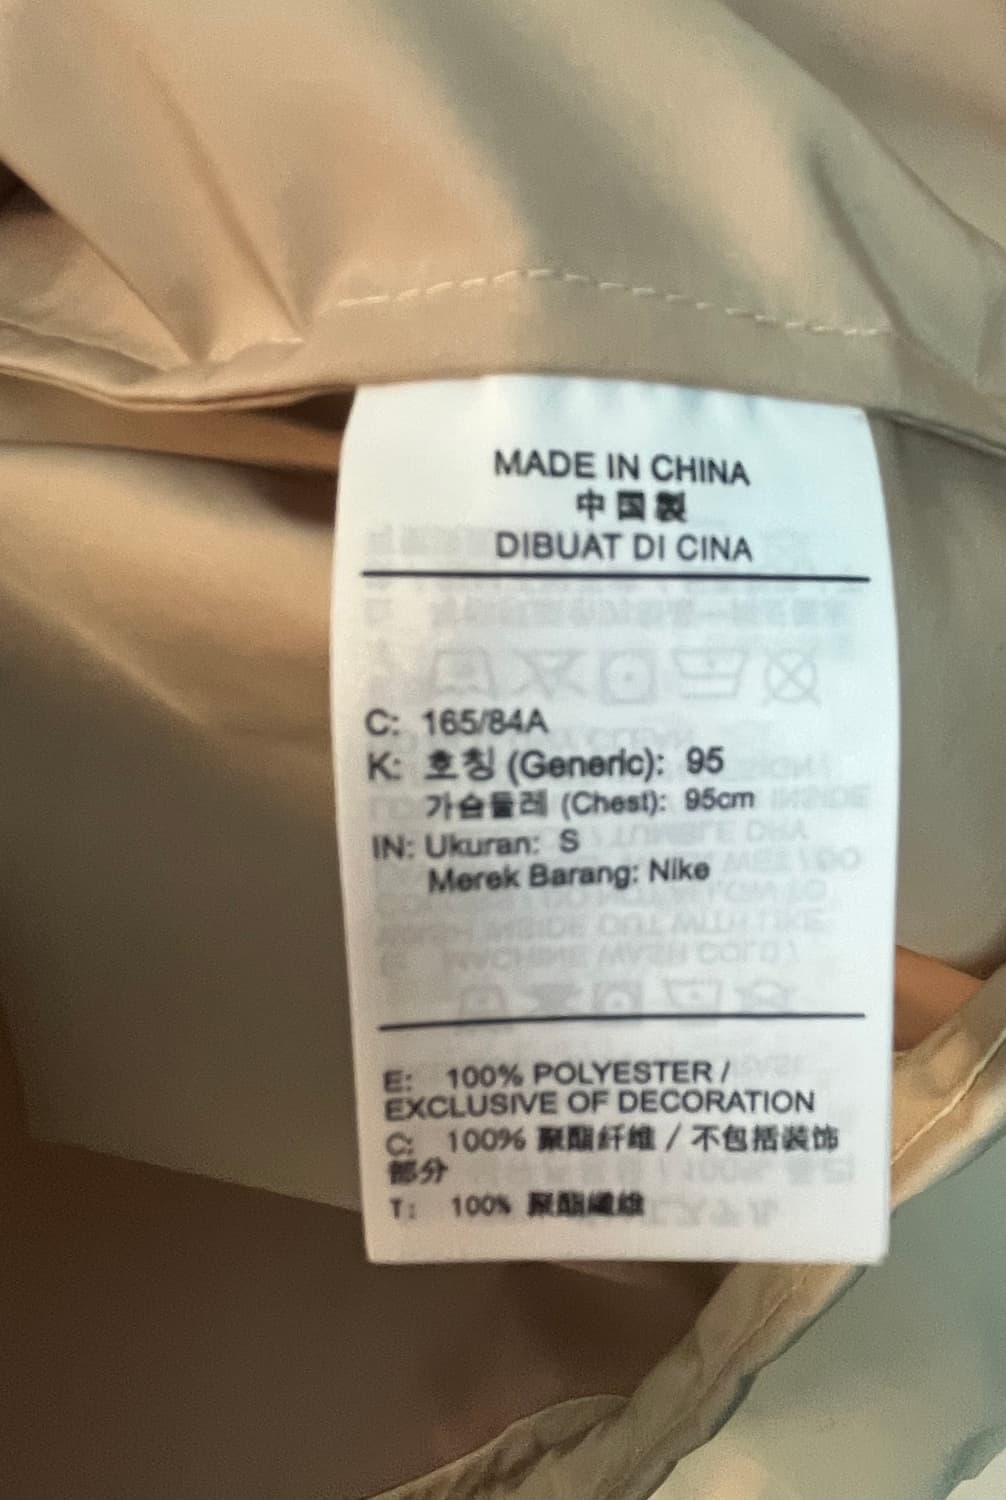 MADE IN CHINA
中国製
DIBUAT DI CINA
C: 165/84A
K: 호칭 (Generic): 95
가슴둘레 (Chest): 95cm
IN: Ukuran: S
Merek Barang: Nike
E: 100% POLYESTER /
EXCLUSIVE OF DECORATION
C: 100% 聚酯纤维 / 不包括装饰
部分
T: 100% 聚酯纖維